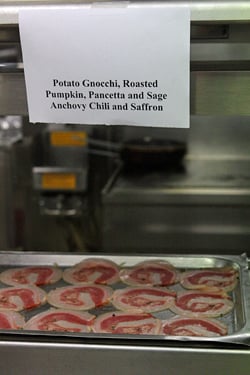 Potato Gnocchi, Roasted
Pumpkin, Pancetta and Sage
Anchovy Chili and Saffron